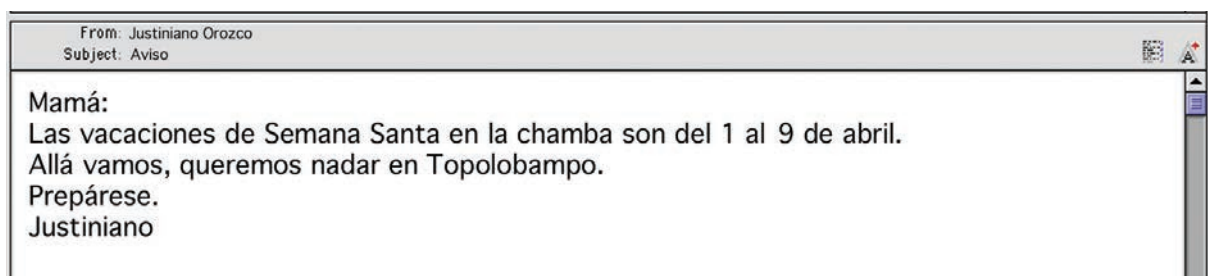 From: Justiniano Orozco
Subject: Aviso
Mamá:
Las vacaciones de Semana Santa en la chamba son del 1 al 9 de abril.
Allá vamos, queremos nadar en Topolobampo.
Prepárese.
Justiniano